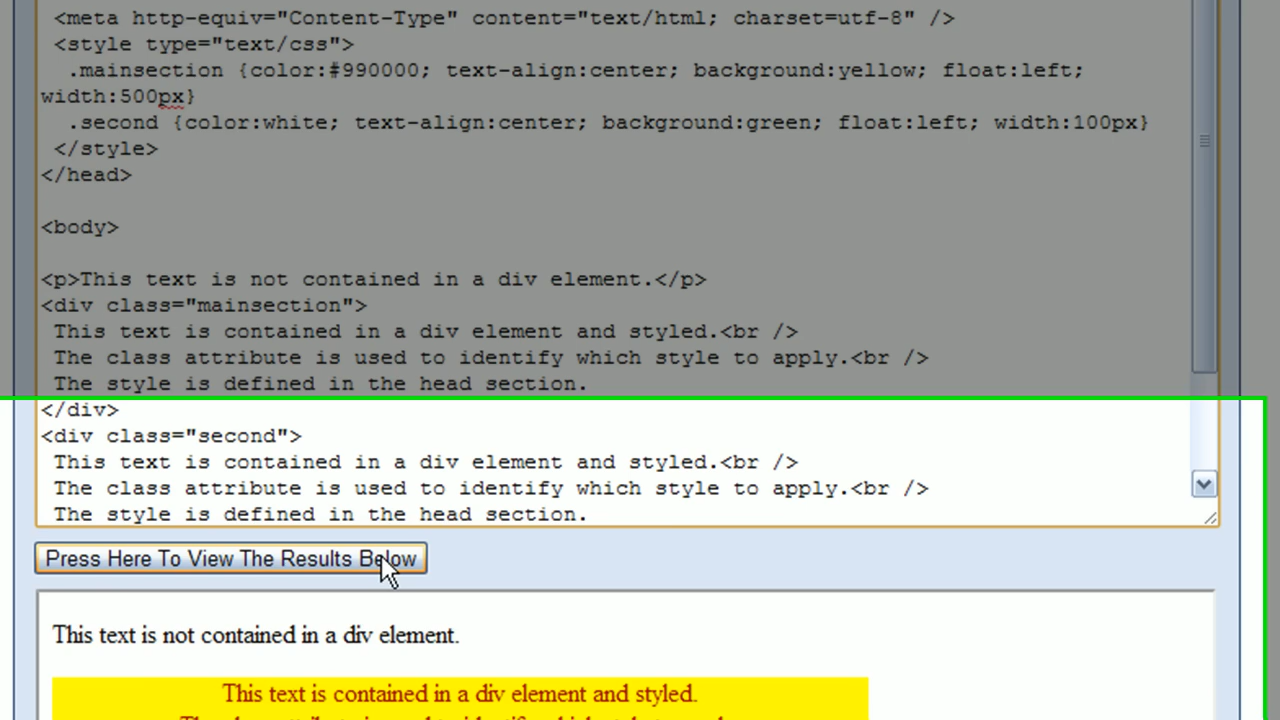 <meta http-equiv="Content-Type" content="text/html; charset=utf-8" />
<style type="text/css">
.mainsection {color:#990000; text-align:center; background:yellow; float:left;
width:500px}
.second {color:white; text-align:center; background:green; float:left; width:100px}
</style>
</head>
<body>
<p>This text is not contained in a div element.</p>
<div class="mainsection">
This text is contained in a div element and styled.<br />
The class attribute is used to identify which style to apply.<br />
The style is defined in the head section.
</div>
<div class="second">
This text is contained in a div element and styled.<br />
The class attribute is used to identify which style to apply.<br />
The style is defined in the head section.
Press Here To View The Results Below
This text is not contained in a div element.
This text is contained in a div element and styled.